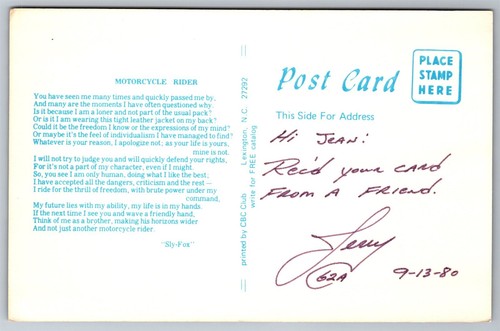 MOTORCYCLE RIDER
You have seen me many times and quickly passed me by,
And many are the moments I have often questioned why.
Is it because I am a loner and not part of the usual pack?
Or is it I am wearing this tight leather jacket on my back?
Could it be the freedom I know or the expressions of my mind?
Or maybe it's the feel of individualism I have managed to find?
Whatever is your reason, I apologize not; as your life is yours,
mine is not.
I will not try to judge you and will quickly defend your rights,
For it's not a part of my character, even if I might.
So, you see I am only human, doing what I like the best,
I have accepted all the dangers, criticism and the rest —
I ride for the thrill of freedom, with brute power under my
command,
My future lies with my ability, my life is in my hands.
If the next time I see you and wave a friendly hand,
Think of me as a brother, making his horizons wider
And not just another motorcycle rider.
"Sly-Fox"
printed by CBC Club Lexington, N.C. 27292
write for FREE catalog
Post Card
PLACE
STAMP
HERE
This Side For Address
Hi JEAN!
Rec'd your CARD
FROM A FRIEND.
Jerry
62A 9-13-80